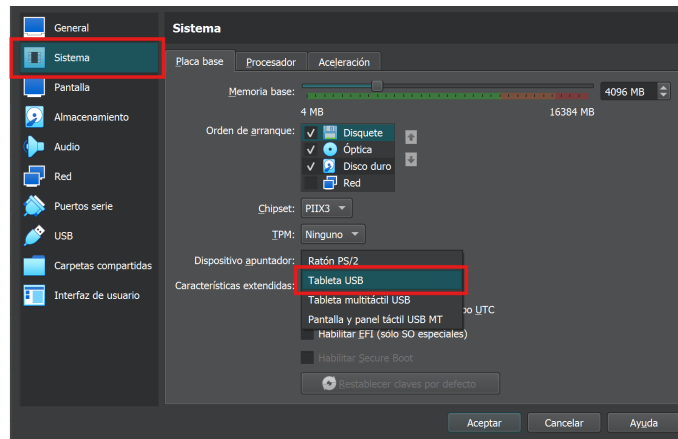 General
Sistema
Pantalla
Almacenamiento
Audio
Red
Puertos serie
USB
Carpetas compartidas
Interfaz de usuario
Sistema
Placa base
Procesador
Aceleración
Memoria base:
4096 MB
4 MB
16384 MB
Orden de arranque:
Disquete
Óptica
Disco duro
Red
Chipset:
PIIX3
TPM:
Ninguno
Dispositivo apuntador:
Ratón PS/2
Tableta USB
Tableta multitáctil USB
Pantalla y panel táctil USB MT
Características extendidas:
UTC
Habilitar EFI (sólo SO especiales)
Habilitar Secure Boot
Restablecer claves por defecto
Aceptar
Cancelar
Ayuda